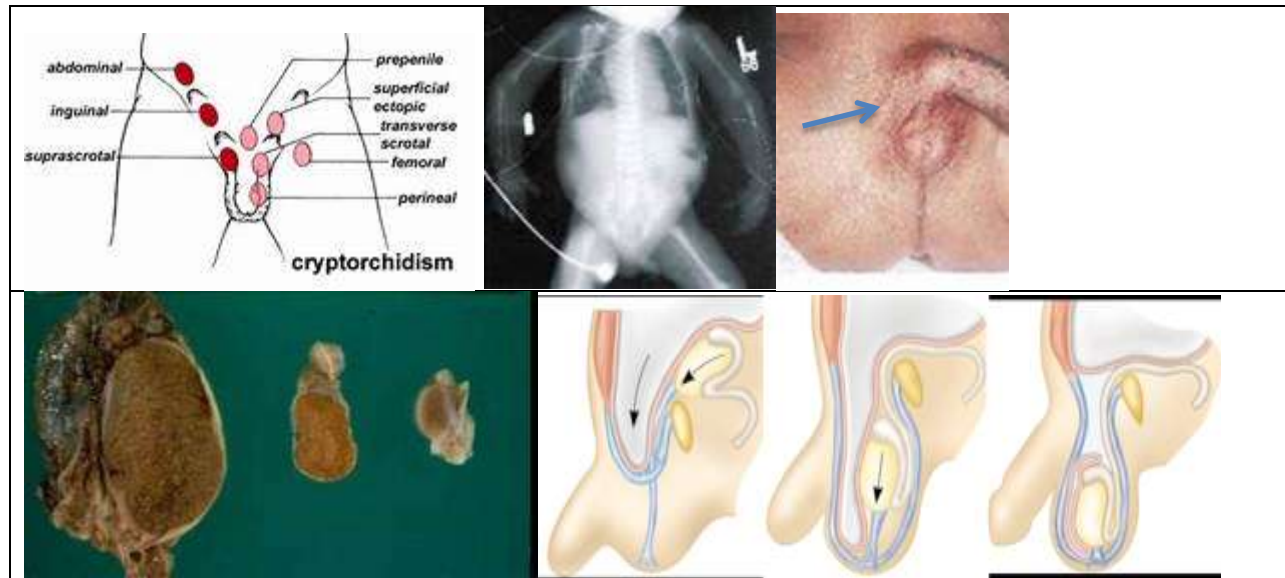 abdominal
inguinal
suprascrotal
prepenile
superficial
ectopic
transverse
scrotal
femoral
perineal
cryptorchidism